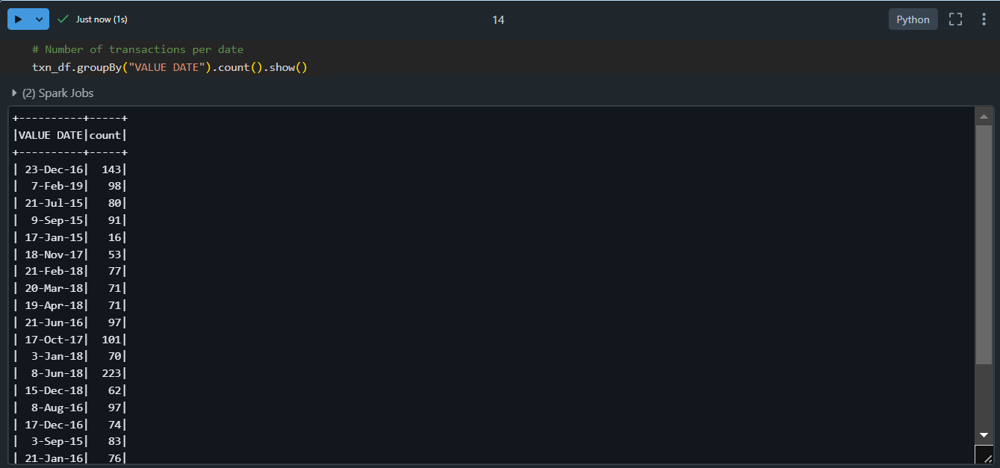 Just now (1s)
14
Python
# Number of transactions per date
txn_df.groupBy("VALUE DATE").count().show()
(2) Spark Jobs
+----------+-----+
|VALUE DATE|count|
+----------+-----+
| 23-Dec-16|  143|
|  7-Feb-19|   98|
| 21-Jul-15|   80|
|  9-Sep-15|   91|
| 17-Jan-15|   16|
| 18-Nov-17|   53|
| 21-Feb-18|   77|
| 20-Mar-18|   71|
| 19-Apr-18|   71|
| 21-Jun-16|   97|
| 17-Oct-17|  101|
|  3-Jan-18|   70|
|  8-Jun-18|  223|
| 15-Dec-18|   62|
|  8-Aug-16|   97|
| 17-Dec-16|   74|
|  3-Sep-15|   83|
| 21-Jan-16|   76|